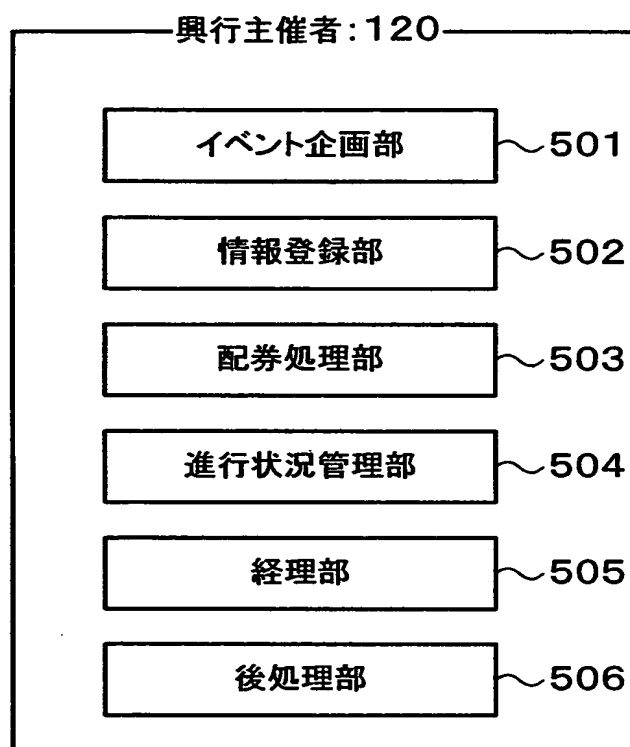 興行主催者:120
イベント企画部 501
情報登録部 502
配券処理部 503
進行状況管理部 504
経理部 505
後処理部 506